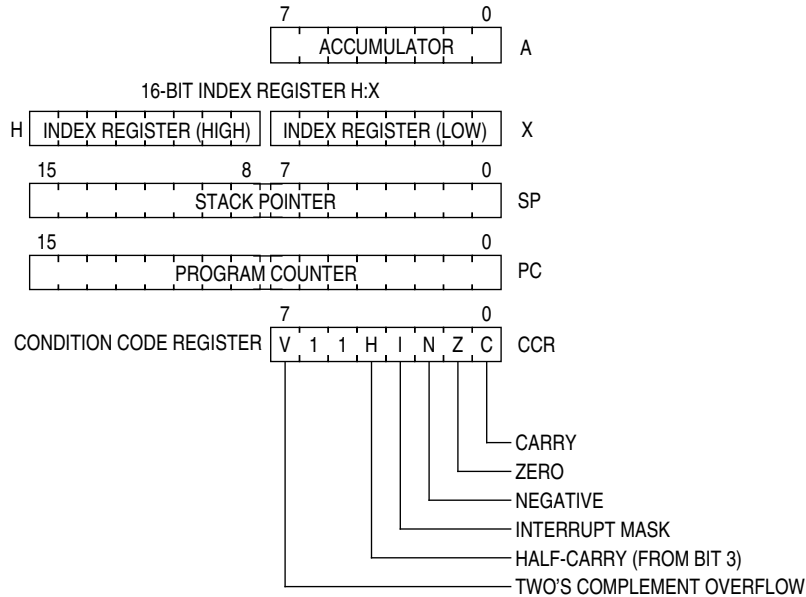 7 0
ACCUMULATOR A
16-BIT INDEX REGISTER H:X
H INDEX REGISTER (HIGH) INDEX REGISTER (LOW) X
15 8 7 0
STACK POINTER SP
15 0
PROGRAM COUNTER PC
7 0
CONDITION CODE REGISTER V 1 1 H I N Z C CCR
CARRY
ZERO
NEGATIVE
INTERRUPT MASK
HALF-CARRY (FROM BIT 3)
TWO'S COMPLEMENT OVERFLOW